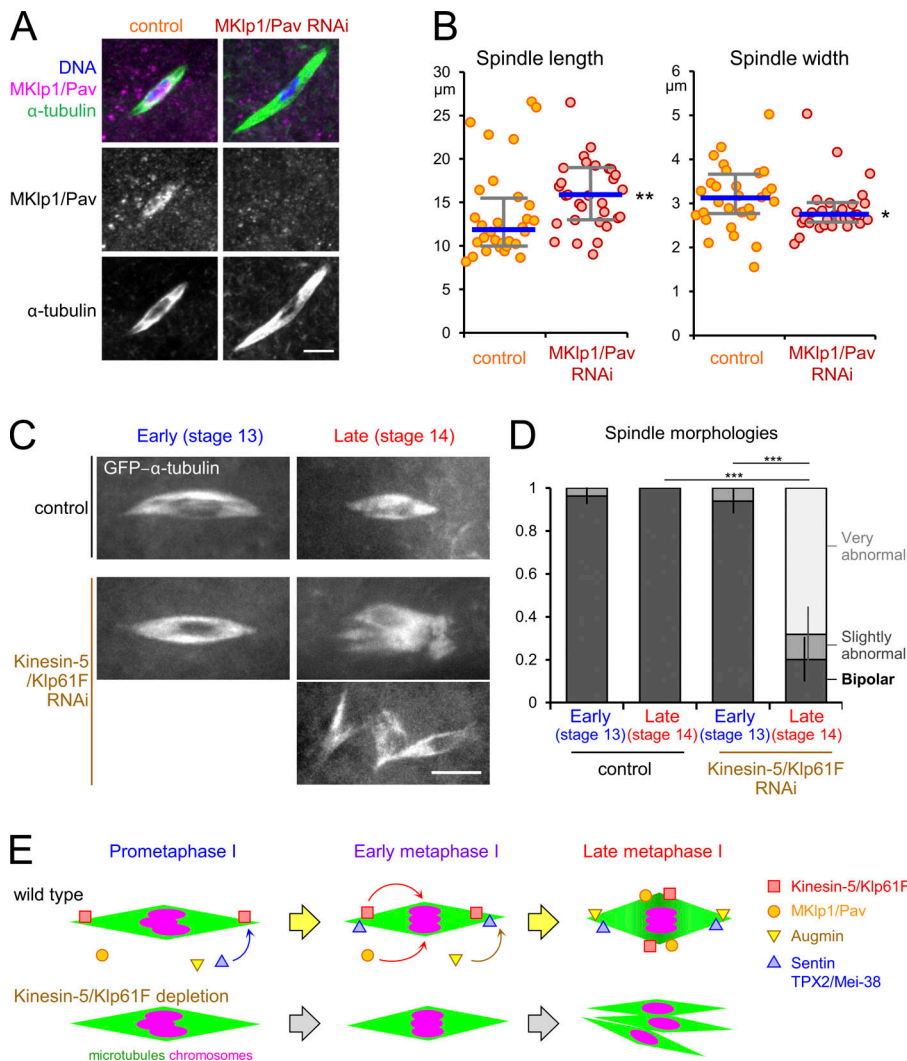 A
control
MKlp1/Pav RNAi
DNA
MKlp1/Pav
α-tubulin
MKlp1/Pav
α-tubulin
B
Spindle length
Spindle width
µm
30
25
20
15
10
5
0
**
control
MKlp1/Pav
RNAi
µm
6
5
4
3
2
1
0
*
control
MKlp1/Pav
RNAi
C
Early (stage 13)
Late (stage 14)
GFP–α-tubulin
control
Kinesin-5
/Klp61F
RNAi
D
Spindle morphologies
***
***
1
0.8
0.6
0.4
0.2
0
Very
abnormal
Slightly
abnormal
Bipolar
Early
(stage 13)
Late
(stage 14)
Early
(stage 13)
Late
(stage 14)
control
Kinesin-5/Klp61F
RNAi
E
Prometaphase I
Early metaphase I
Late metaphase I
wild type
Kinesin-5/Klp61F
MKlp1/Pav
Augmin
Sentin
TPX2/Mei-38
Kinesin-5/Klp61F depletion
microtubules chromosomes